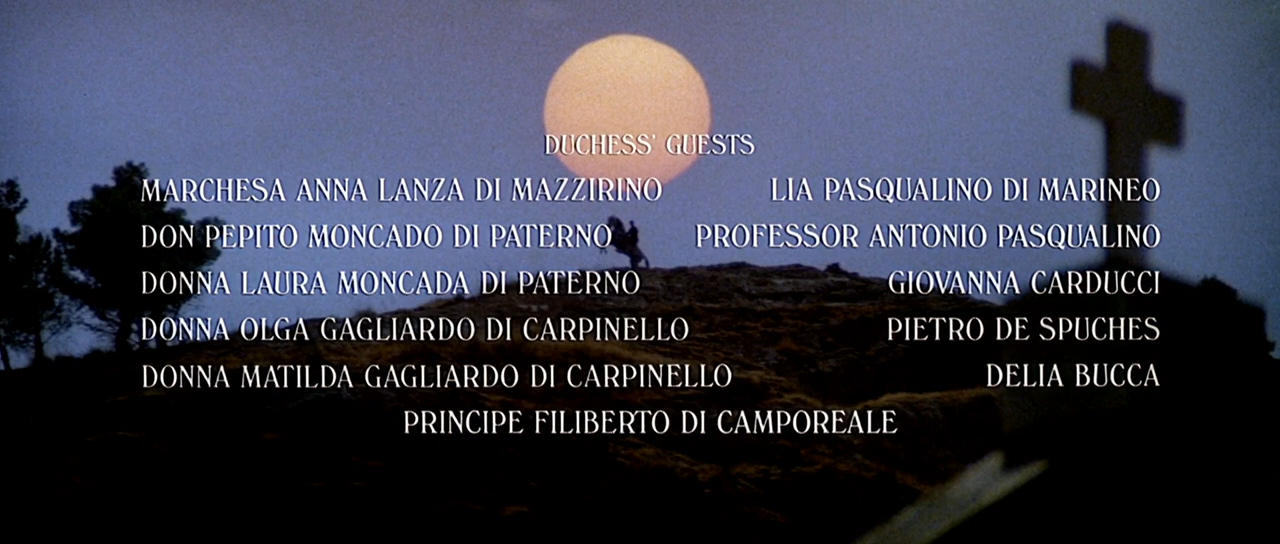 DUCHESS' GUESTS
MARCHESA ANNA LANZA DI MAZZIRINO
LIA PASQUALINO DI MARINEO
DON PEPITO MONCADO DI PATERNO
PROFESSOR ANTONIO PASQUALINO
DONNA LAURA MONCADA DI PATERNO
GIOVANNA CARDUCCI
DONNA OLGA GAGLIARDO DI CARPINELLO
PIETRO DE SPUCHES
DONNA MATILDA GAGLIARDO DI CARPINELLO
DELIA BUCCA
PRINCIPE FILIBERTO DI CAMPOREALE